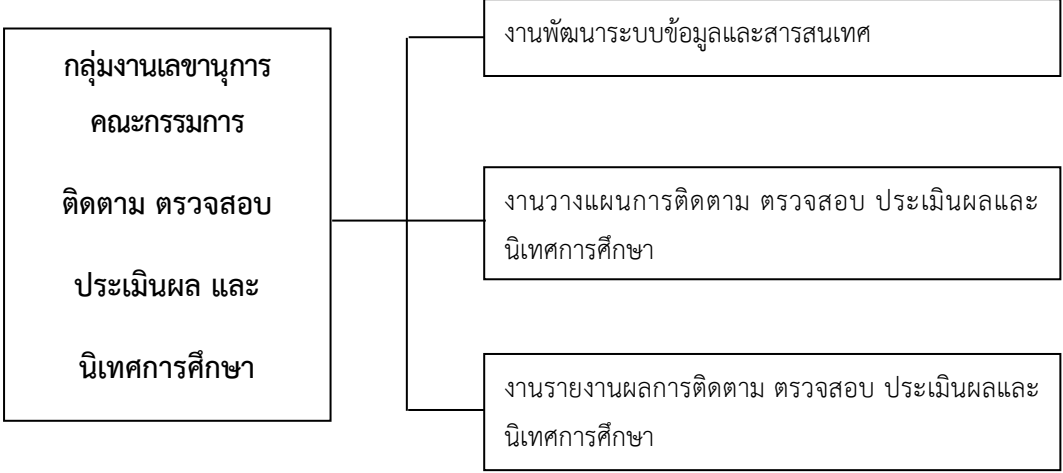 กลุ่มงานเลขานุการ
คณะกรรมการ
ติดตาม ตรวจสอบ
ประเมินผล และ
นิเทศการศึกษา
งานพัฒนาระบบข้อมูลและสารสนเทศ
งานวางแผนการติดตาม ตรวจสอบ ประเมินผลและ
นิเทศการศึกษา
งานรายงานผลการติดตาม ตรวจสอบ ประเมินผลและ
นิเทศการศึกษา